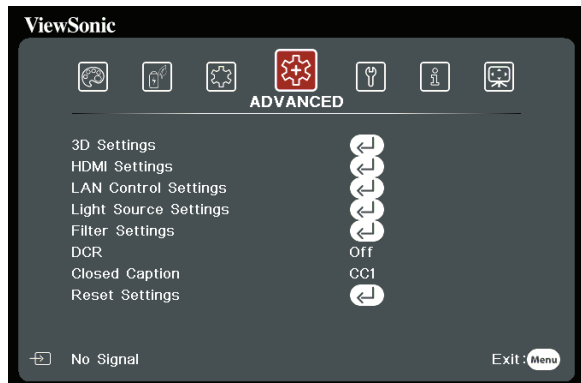 ViewSonic
ADVANCED
3D Settings
HDMI Settings
LAN Control Settings
Light Source Settings
Filter Settings
DCR Off
Closed Caption CC1
Reset Settings
No Signal Exit: Menu